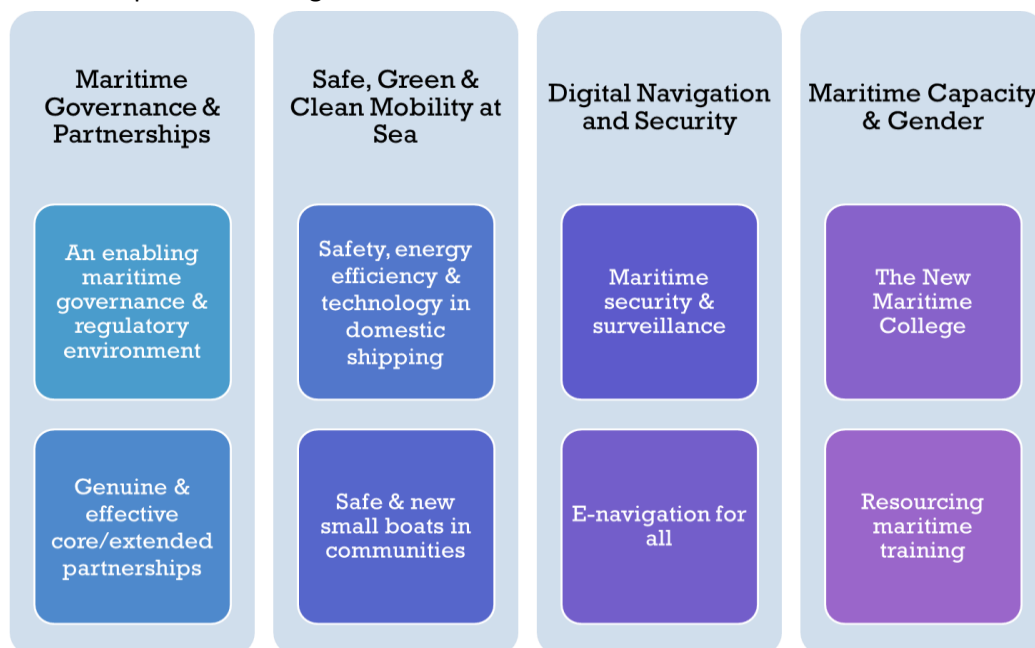 Maritime
Governance &
Partnerships
An enabling
maritime
governance &
regulatory
environment
Genuine &
effective
core/extended
partnerships
Safe, Green &
Clean Mobility at
Sea
Safety, energy
efficiency &
technology in
domestic
shipping
Safe & new
small boats in
communities
Digital Navigation
and Security
Maritime
security &
surveillance
E-navigation for
all
Maritime Capacity
& Gender
The New
Maritime
College
Resourcing
maritime
training